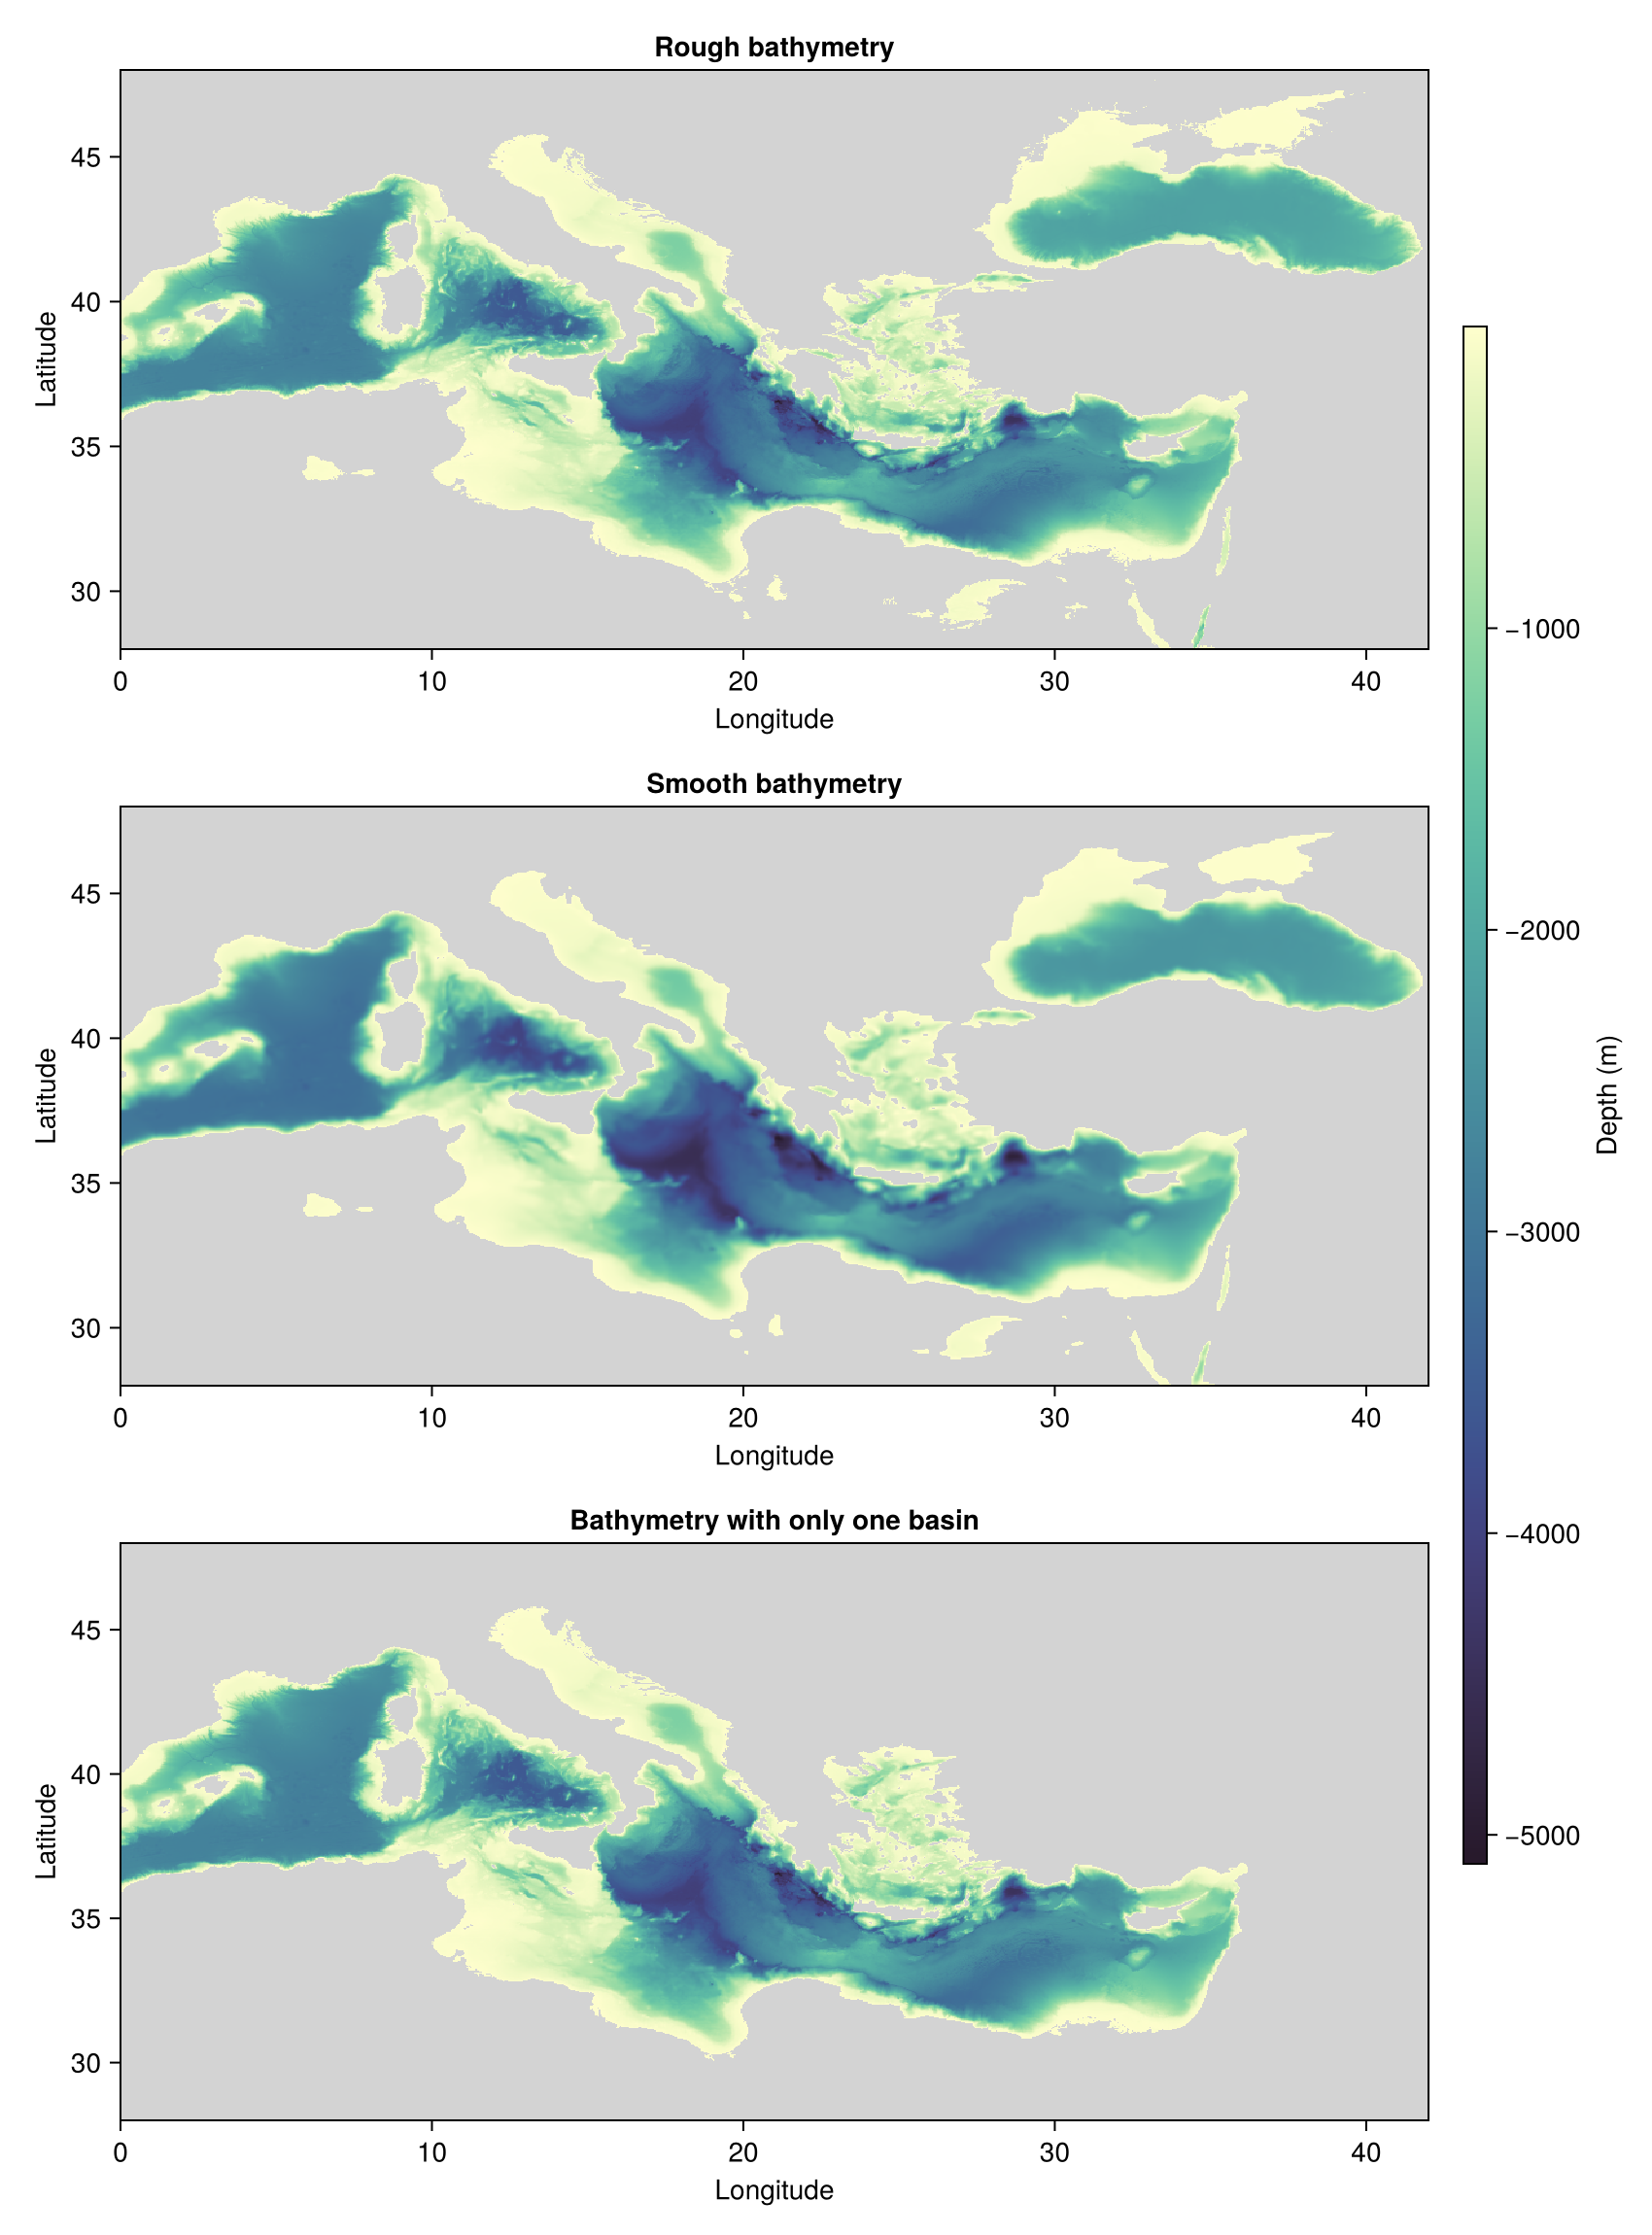 Rough bathymetry
45
40
35
30
Latitude
0 10 20 30 40
Longitude
Smooth bathymetry
45
40
35
30
Latitude
0 10 20 30 40
Longitude
Bathymetry with only one basin
45
40
35
30
Latitude
0 10 20 30 40
Longitude
−1000
−2000
−3000
−4000
−5000
Depth (m)